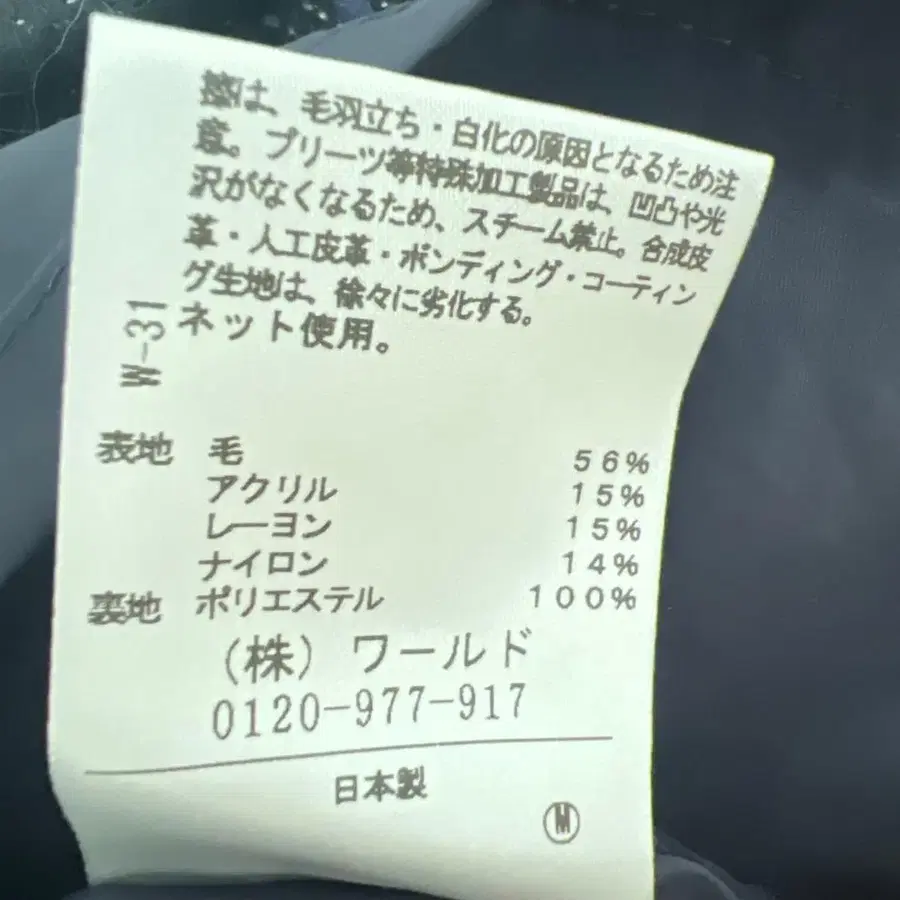 擦は、毛羽立ち・白化の原因となるため注
意。プリーツ等特殊加工製品は、凹凸や光
沢がなくなるため、スチーム禁止。合成皮
革・人工皮革・ボンディング・コーティン
グ生地は、徐々に劣化する。
ネット使用。
W-31
表地 毛 56%
アクリル 15%
レーヨン 15%
ナイロン 14%
裏地 ポリエステル 100%
(株)ワールド
0120-977-917
日本製
M